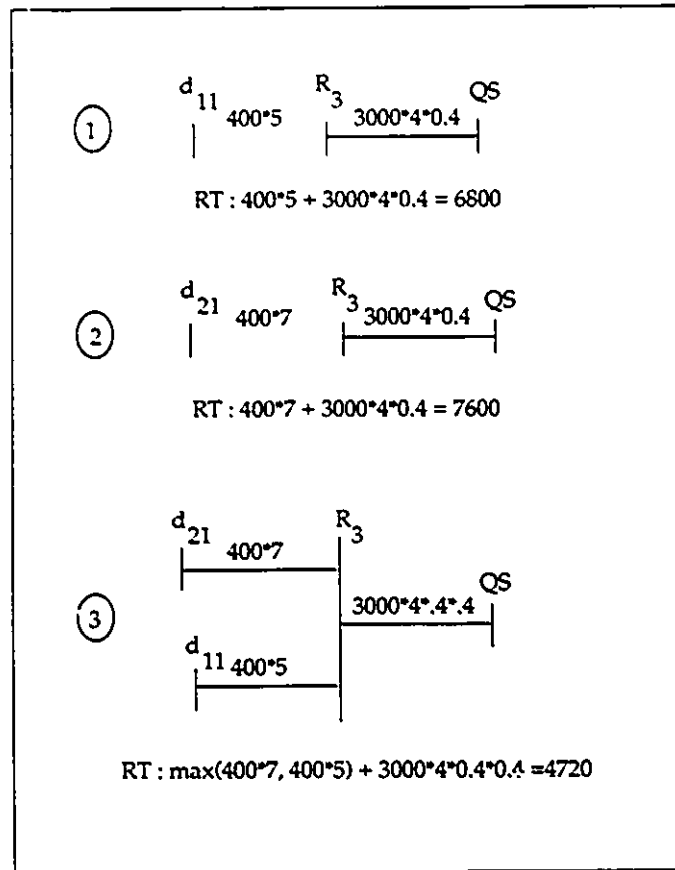 d11 400*5 R3 3000*4*0.4 QS
1
RT : 400*5 + 3000*4*0.4 = 6800
d21 400*7 R3 3000*4*0.4 QS
2
RT : 400*7 + 3000*4*0.4 = 7600
d21 400*7 R3
3000*4*.4*.4 QS
3
d11 400*5
RT : max(400*7, 400*5) + 3000*4*0.4*0.4 =4720